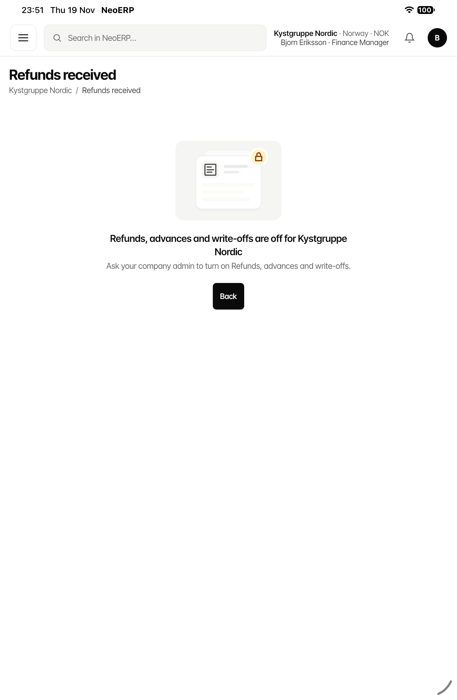 23:51 Thu 19 Nov NeoERP
100
Search in NeoERP...
Kystgruppe Nordic · Norway · NOK
Bjorn Eriksson · Finance Manager
B
Refunds received
Kystgruppe Nordic / Refunds received
Refunds, advances and write-offs are off for Kystgruppe
Nordic
Ask your company admin to turn on Refunds, advances and write-offs.
Back